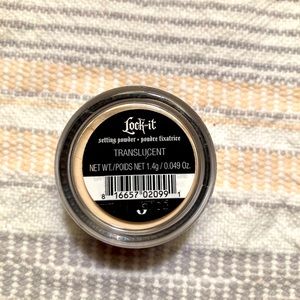 Lock-it
setting powder • poudre fixatrice
TRANSLUCENT
NET WT./POIDS NET 1.4g / 0.049 Oz.
8 16657 02099 1